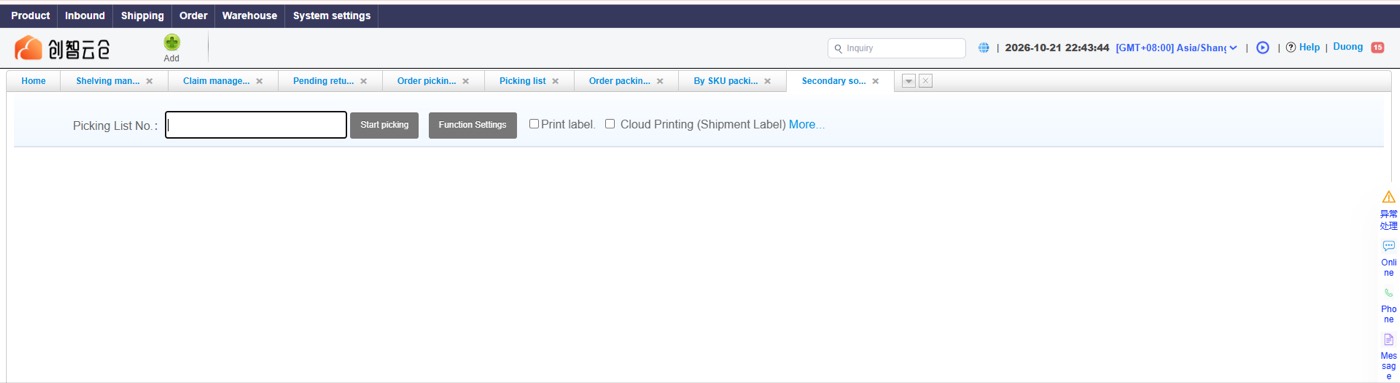 Product Inbound Shipping Order Warehouse System settings
创智云仓 Add Inquiry | 2026-10-21 22:43:44 [GMT+08:00] Asia/Shang | | Help | Duong 15
Home Shelving man... Claim manage... Pending retu... Order pickin... Picking list Order packin... By SKU packi... Secondary so...
Picking List No.: Start picking Function Settings Print label. Cloud Printing (Shipment Label) More...
异常
处理
Onli
ne
Pho
ne
Mes
sag
e